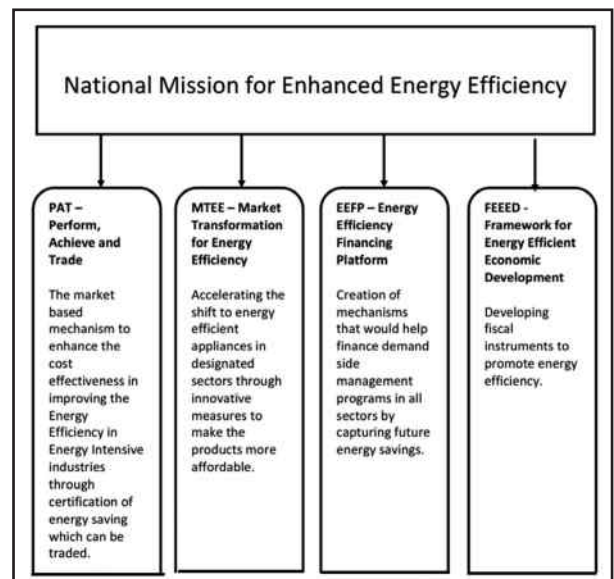 National Mission for Enhanced Energy Efficiency
PAT –
Perform,
Achieve and
Trade
The market
based
mechanism to
enhance the
cost
effectiveness in
improving the
Energy
Efficiency in
Energy Intensive
industries
through
certification of
energy saving
which can be
traded.
MTEE – Market
Transformation
for Energy
Efficiency
Accelerating the
shift to energy
efficient
appliances in
designated
sectors through
innovative
measures to
make the
products more
affordable.
EEFP – Energy
Efficiency
Financing
Platform
Creation of
mechanisms
that would help
finance demand
side
management
programs in all
sectors by
capturing future
energy savings.
FEEED -
Framework for
Energy Efficient
Economic
Development
Developing
fiscal
instruments to
promote energy
efficiency.